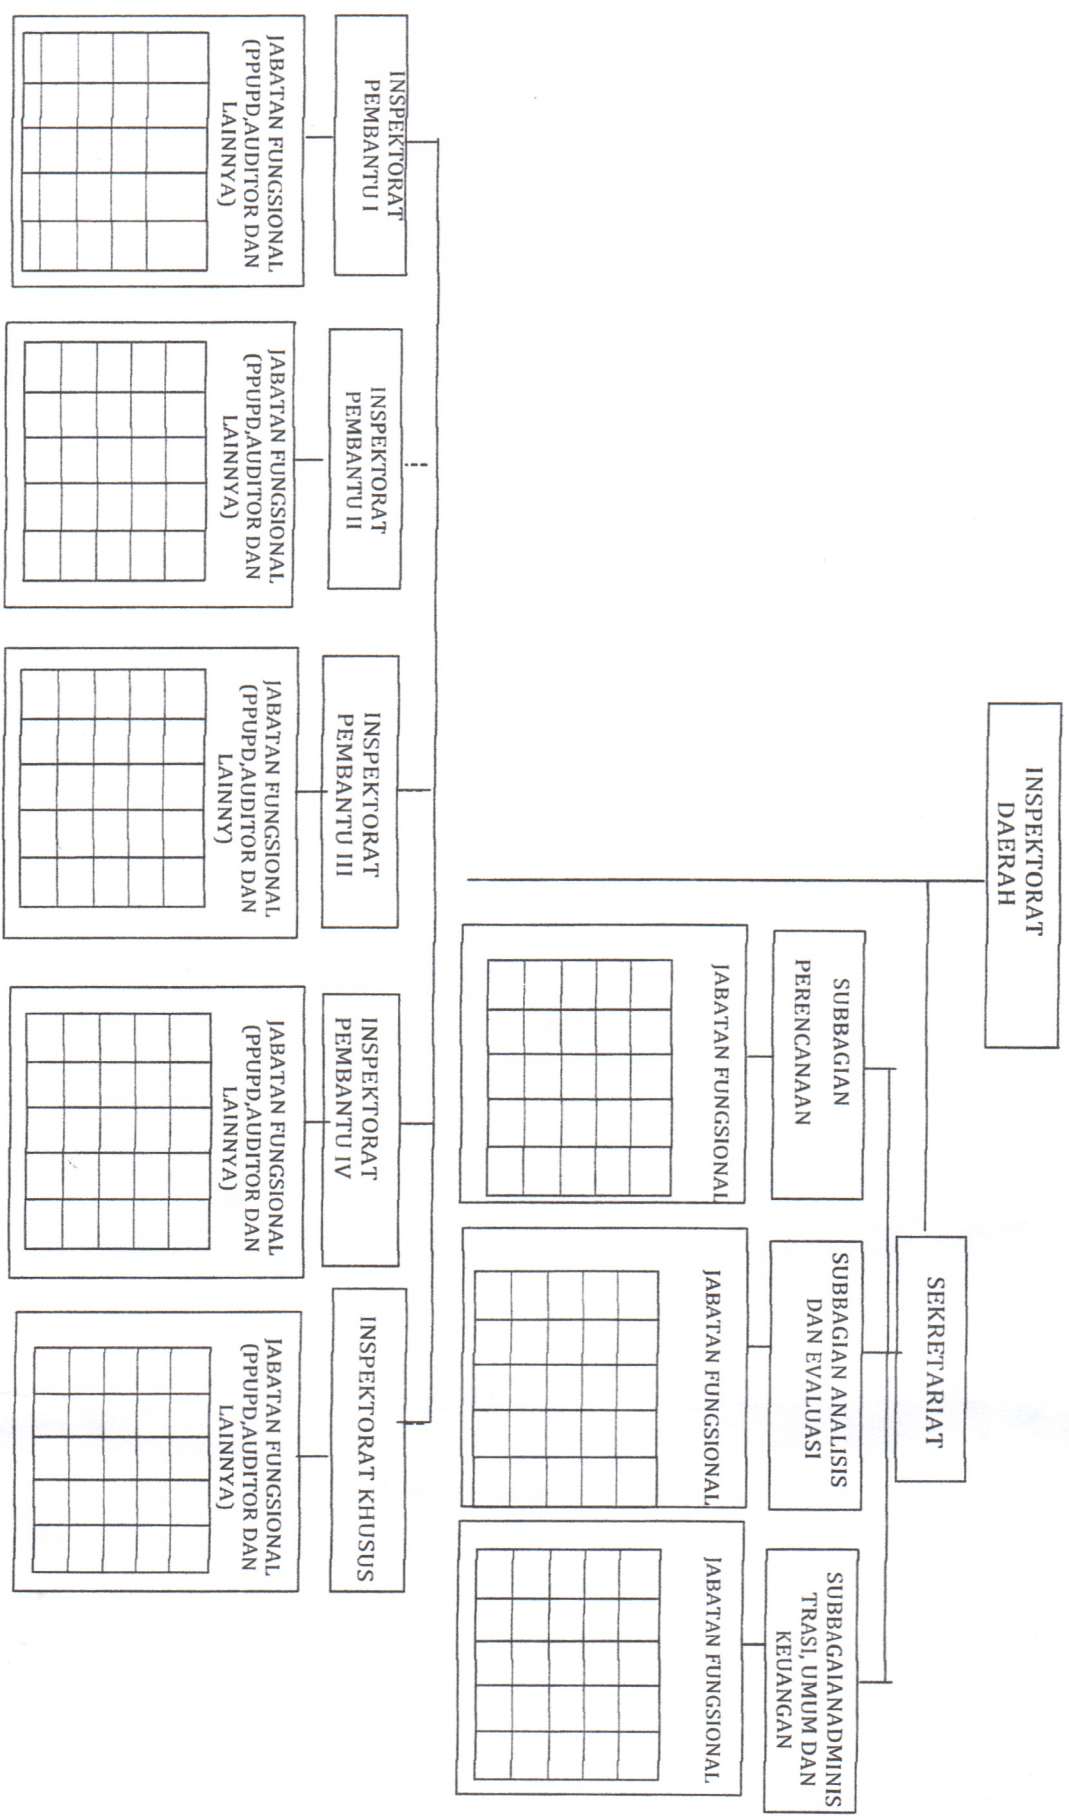 INSPEKTORAT
DAERAH
SEKRETARIAT
SUBBAGIAN
PERENCANAAN
SUBBAGIAN ANALISIS
DAN EVALUASI
SUBBAGAIANADMINIS
TRASI, UMUM DAN
KEUANGAN
JABATAN FUNGSIONAL
JABATAN FUNGSIONAL
JABATAN FUNGSIONAL
INSPEKTORAT
PEMBANTU I
INSPEKTORAT
PEMBANTU II
INSPEKTORAT
PEMBANTU III
INSPEKTORAT
PEMBANTU IV
INSPEKTORAT KHUSUS
JABATAN FUNGSIONAL
(PPUPD,AUDITOR DAN
LAINNYA)
JABATAN FUNGSIONAL
(PPUPD,AUDITOR DAN
LAINNYA)
JABATAN FUNGSIONAL
(PPUPD,AUDITOR DAN
LAINNY)
JABATAN FUNGSIONAL
(PPUPD,AUDITOR DAN
LAINNYA)
JABATAN FUNGSIONAL
(PPUPD,AUDITOR DAN
LAINNYA)